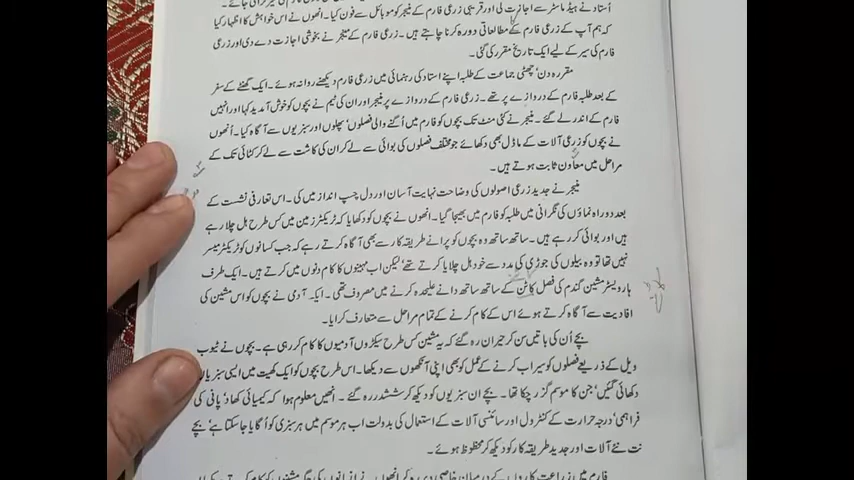 اُستاد نے ہیڈ ماسٹر سے اجازت لی اور قریبی زرعی فارم کے منیجر کو موبائل سے فون کیا۔ انھوں نے اس خواہش کا اظہار کیا
کہ ہم آپ کے زرعی فارم کے مطالعاتی دورہ کرنا چاہتے ہیں۔ زرعی فارم کے منیجر نے بخوشی اجازت دے دی اور زرعی
فارم کی سیر کے لیے ایک تاریخ مقرر کی گئی۔
مقررہ دن، چھٹی جماعت کے طلبہ اپنے استاد کی رہنمائی میں زرعی فارم دیکھنے روانہ ہوئے۔ ایک گھنٹے کے سفر
کے بعد طلبہ فارم کے دروازے پر تھے۔ زرعی فارم کے دروازے پر منیجر اور ان کی ٹیم نے بچوں کو خوش آمدید کہا اور انہیں
فارم کے اندر لے گئے۔ منیجر نے کئی منٹ تک بچوں کو فارم میں اُگنے والی فصلوں، پھلوں اور سبزیوں سے آگاہ کیا۔ اُنھوں
نے بچوں کو زرعی آلات کے ماڈل بھی دکھائے جو مختلف فصلوں کی بوائی سے لے کر ان کی کاشت سے لے کر کٹائی تک کے
مراحل میں معاون ثابت ہوتے ہیں۔
منیجر نے جدید زرعی اصولوں کی وضاحت نہایت آسان اور دل چسپ انداز میں کی۔ اس تعارفی نشست کے
بعد دو راہ نماؤں کی نگرانی میں طلبہ کو فارم میں بھیجا گیا۔ انھوں نے بچوں کو دکھایا کہ ٹریکٹر زمین میں کس طرح ہل چلا رہے
ہیں اور بوائی کر رہے ہیں۔ ساتھ ساتھ وہ بچوں کو پرانے طریقہ کار سے بھی آگاہ کرتے رہے کہ جب کسانوں کو ٹریکٹر میسر
نہیں تھا تو وہ بیلوں کی جوڑی کی مدد سے خود ہل چلایا کرتے تھے، لیکن اب مہینوں کا کام دنوں میں کرتے ہیں۔ ایک طرف
ہارویسٹر مشین گندم کی فصل کاٹنے کے ساتھ ساتھ دانے علیحدہ کرنے میں مصروف تھی۔ ایک آدمی نے بچوں کو اس مشین کی
افادیت سے آگاہ کرتے ہوئے اس کے کام کرنے کے تمام مراحل سے متعارف کرایا۔
بچے اُن کی باتیں سن کر حیران رہ گئے کہ یہ مشین کس طرح سیکڑوں آدمیوں کا کام کر رہی ہے۔ بچوں نے ٹیوب
ویل کے ذریعے فصلوں کو سیراب کرنے کے عمل کو بھی اپنی آنکھوں سے دیکھا۔ اس طرح بچوں کو ایک کھیت میں ایسی سبزیاں
دکھائی گئیں، جن کا موسم گزر چکا تھا۔ بچے ان سبزیوں کو دیکھ کر ششدر رہ گئے۔ انھیں معلوم ہوا کہ کیمیائی کھاد، پانی کی
فراہمی، درجہ حرارت کے کنٹرول اور سائنسی آلات کے استعمال کی بدولت اب ہر موسم میں ہر سبزی کو اُگایا جا سکتا ہے، بچے
نت نئے آلات اور جدید طریقہ کار کو دیکھ کر محظوظ ہوئے۔